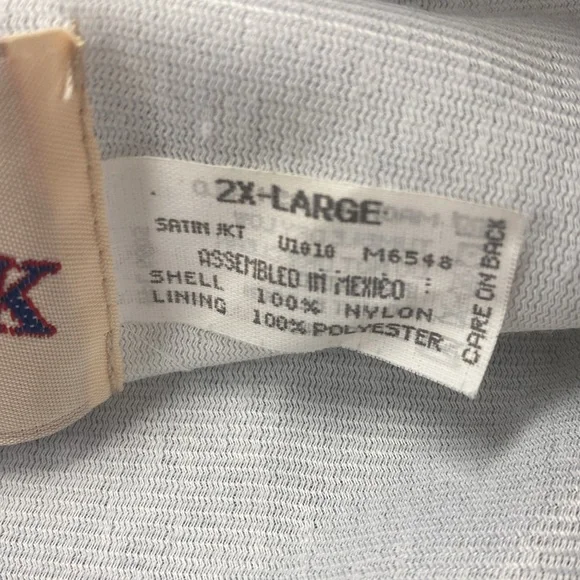 2X-LARGE
SATIN JKT U1010 M6548
ASSEMBLED IN MEXICO
SHELL 100% NYLON
LINING 100% POLYESTER
CARE ON BACK
K